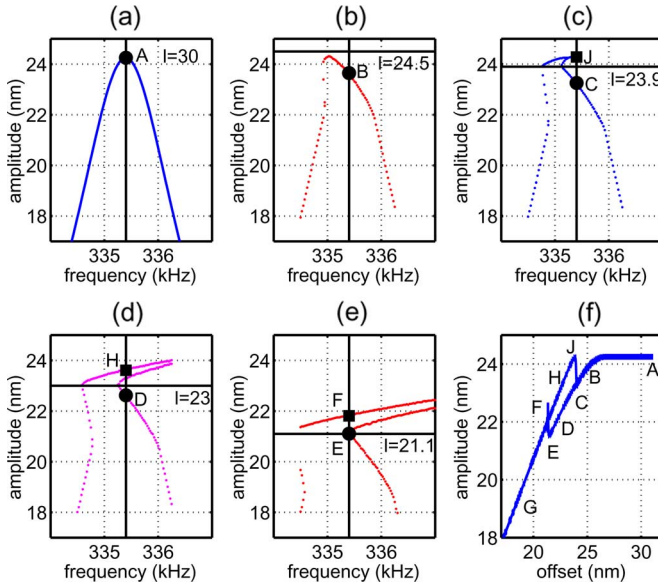 (a)
A
l=30
24
22
20
18
335
336
amplitude (nm)
frequency (kHz)
(b)
B
l=24.5
24
22
20
18
335
336
amplitude (nm)
frequency (kHz)
(c)
J
C
l=23.9
24
22
20
18
335
336
amplitude (nm)
frequency (kHz)
(d)
H
D
l=23
24
22
20
18
335
336
amplitude (nm)
frequency (kHz)
(e)
F
E
l=21.1
24
22
20
18
335
336
amplitude (nm)
frequency (kHz)
(f)
J
A
H
B
C
F
D
E
G
24
22
20
18
20
25
30
amplitude (nm)
offset (nm)